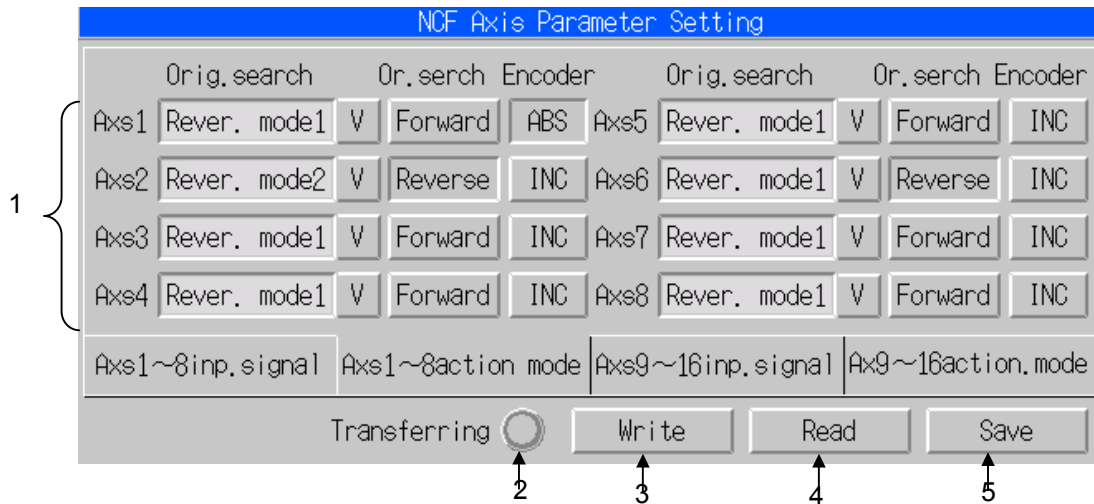 NCF Axis Parameter Setting
Orig.search Or.serch Encoder Orig.search Or.serch Encoder
Axs1 Rever. mode1 V Forward ABS Axs5 Rever. mode1 V Forward INC
Axs2 Rever. mode2 V Reverse INC Axs6 Rever. mode1 V Reverse INC
1
Axs3 Rever. mode1 V Forward INC Axs7 Rever. mode1 V Forward INC
Axs4 Rever. mode1 V Forward INC Axs8 Rever. mode1 V Forward INC
Axs1~8inp.signal Axs1~8action mode Axs9~16inp.signal Ax9~16action.mode
Transferring Write Read Save
2 3 4 5